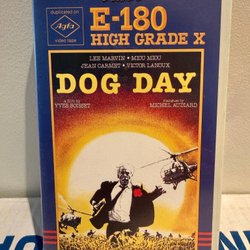 duplicated on
Agfa
video tape
E-180
HIGH GRADE X
LEE MARVIN · MIOU MIOU
JEAN CARMET · VICTOR LANOUX
DOG DAY
a film by
YVES BOISSET
MICHEL AUDIARD